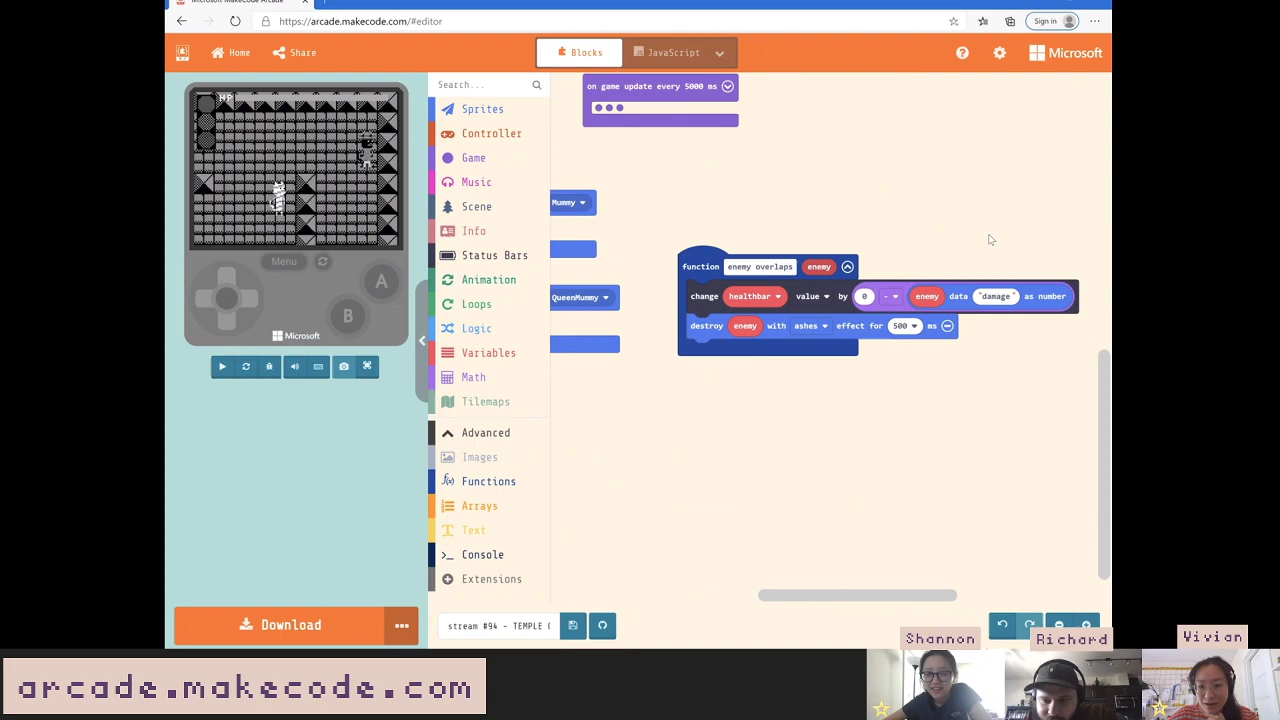 Microsoft MakeCode Arcade
https://arcade.makecode.com/#editor
Sign in
Home
Share
Blocks
JavaScript
Microsoft
HP
Menu
A
B
Microsoft
Download
Search...
Sprites
Controller
Game
Music
Scene
Info
Status Bars
Animation
Loops
Logic
Variables
Math
Tilemaps
Advanced
Images
Functions
Arrays
Text
Console
Extensions
on game update every 5000 ms
Mummy
QueenMummy
function enemy overlaps enemy
change healthbar value by 0 - enemy data "damage" as number
destroy enemy with ashes effect for 500 ms
stream #94 - TEMPLE
Shannon
Richard
Vivian
arcade.makecode.com